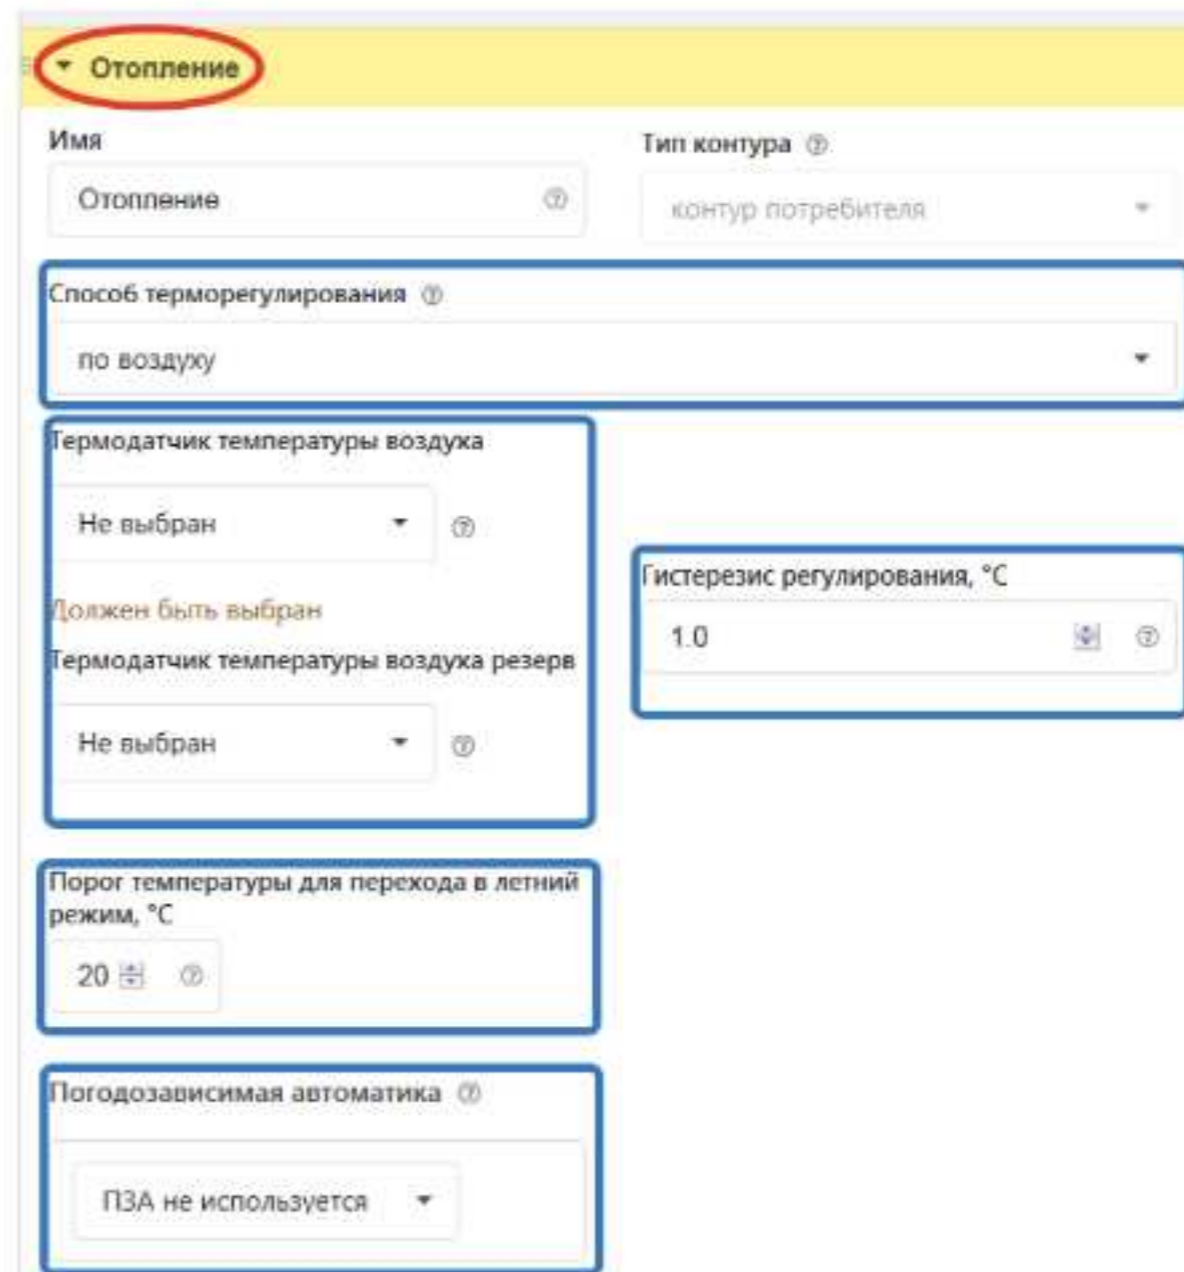 Отопление
Имя
Тип контура
Отопление
контур потребителя
Способ терморегулирования
по воздуху
Термодатчик температуры воздуха
Не выбран
Должен быть выбран
Термодатчик температуры воздуха резерв
Не выбран
Гистерезис регулирования, °C
1.0
Порог температуры для перехода в летний
режим, °C
20
Погодозависимая автоматика
ПЗА не используется